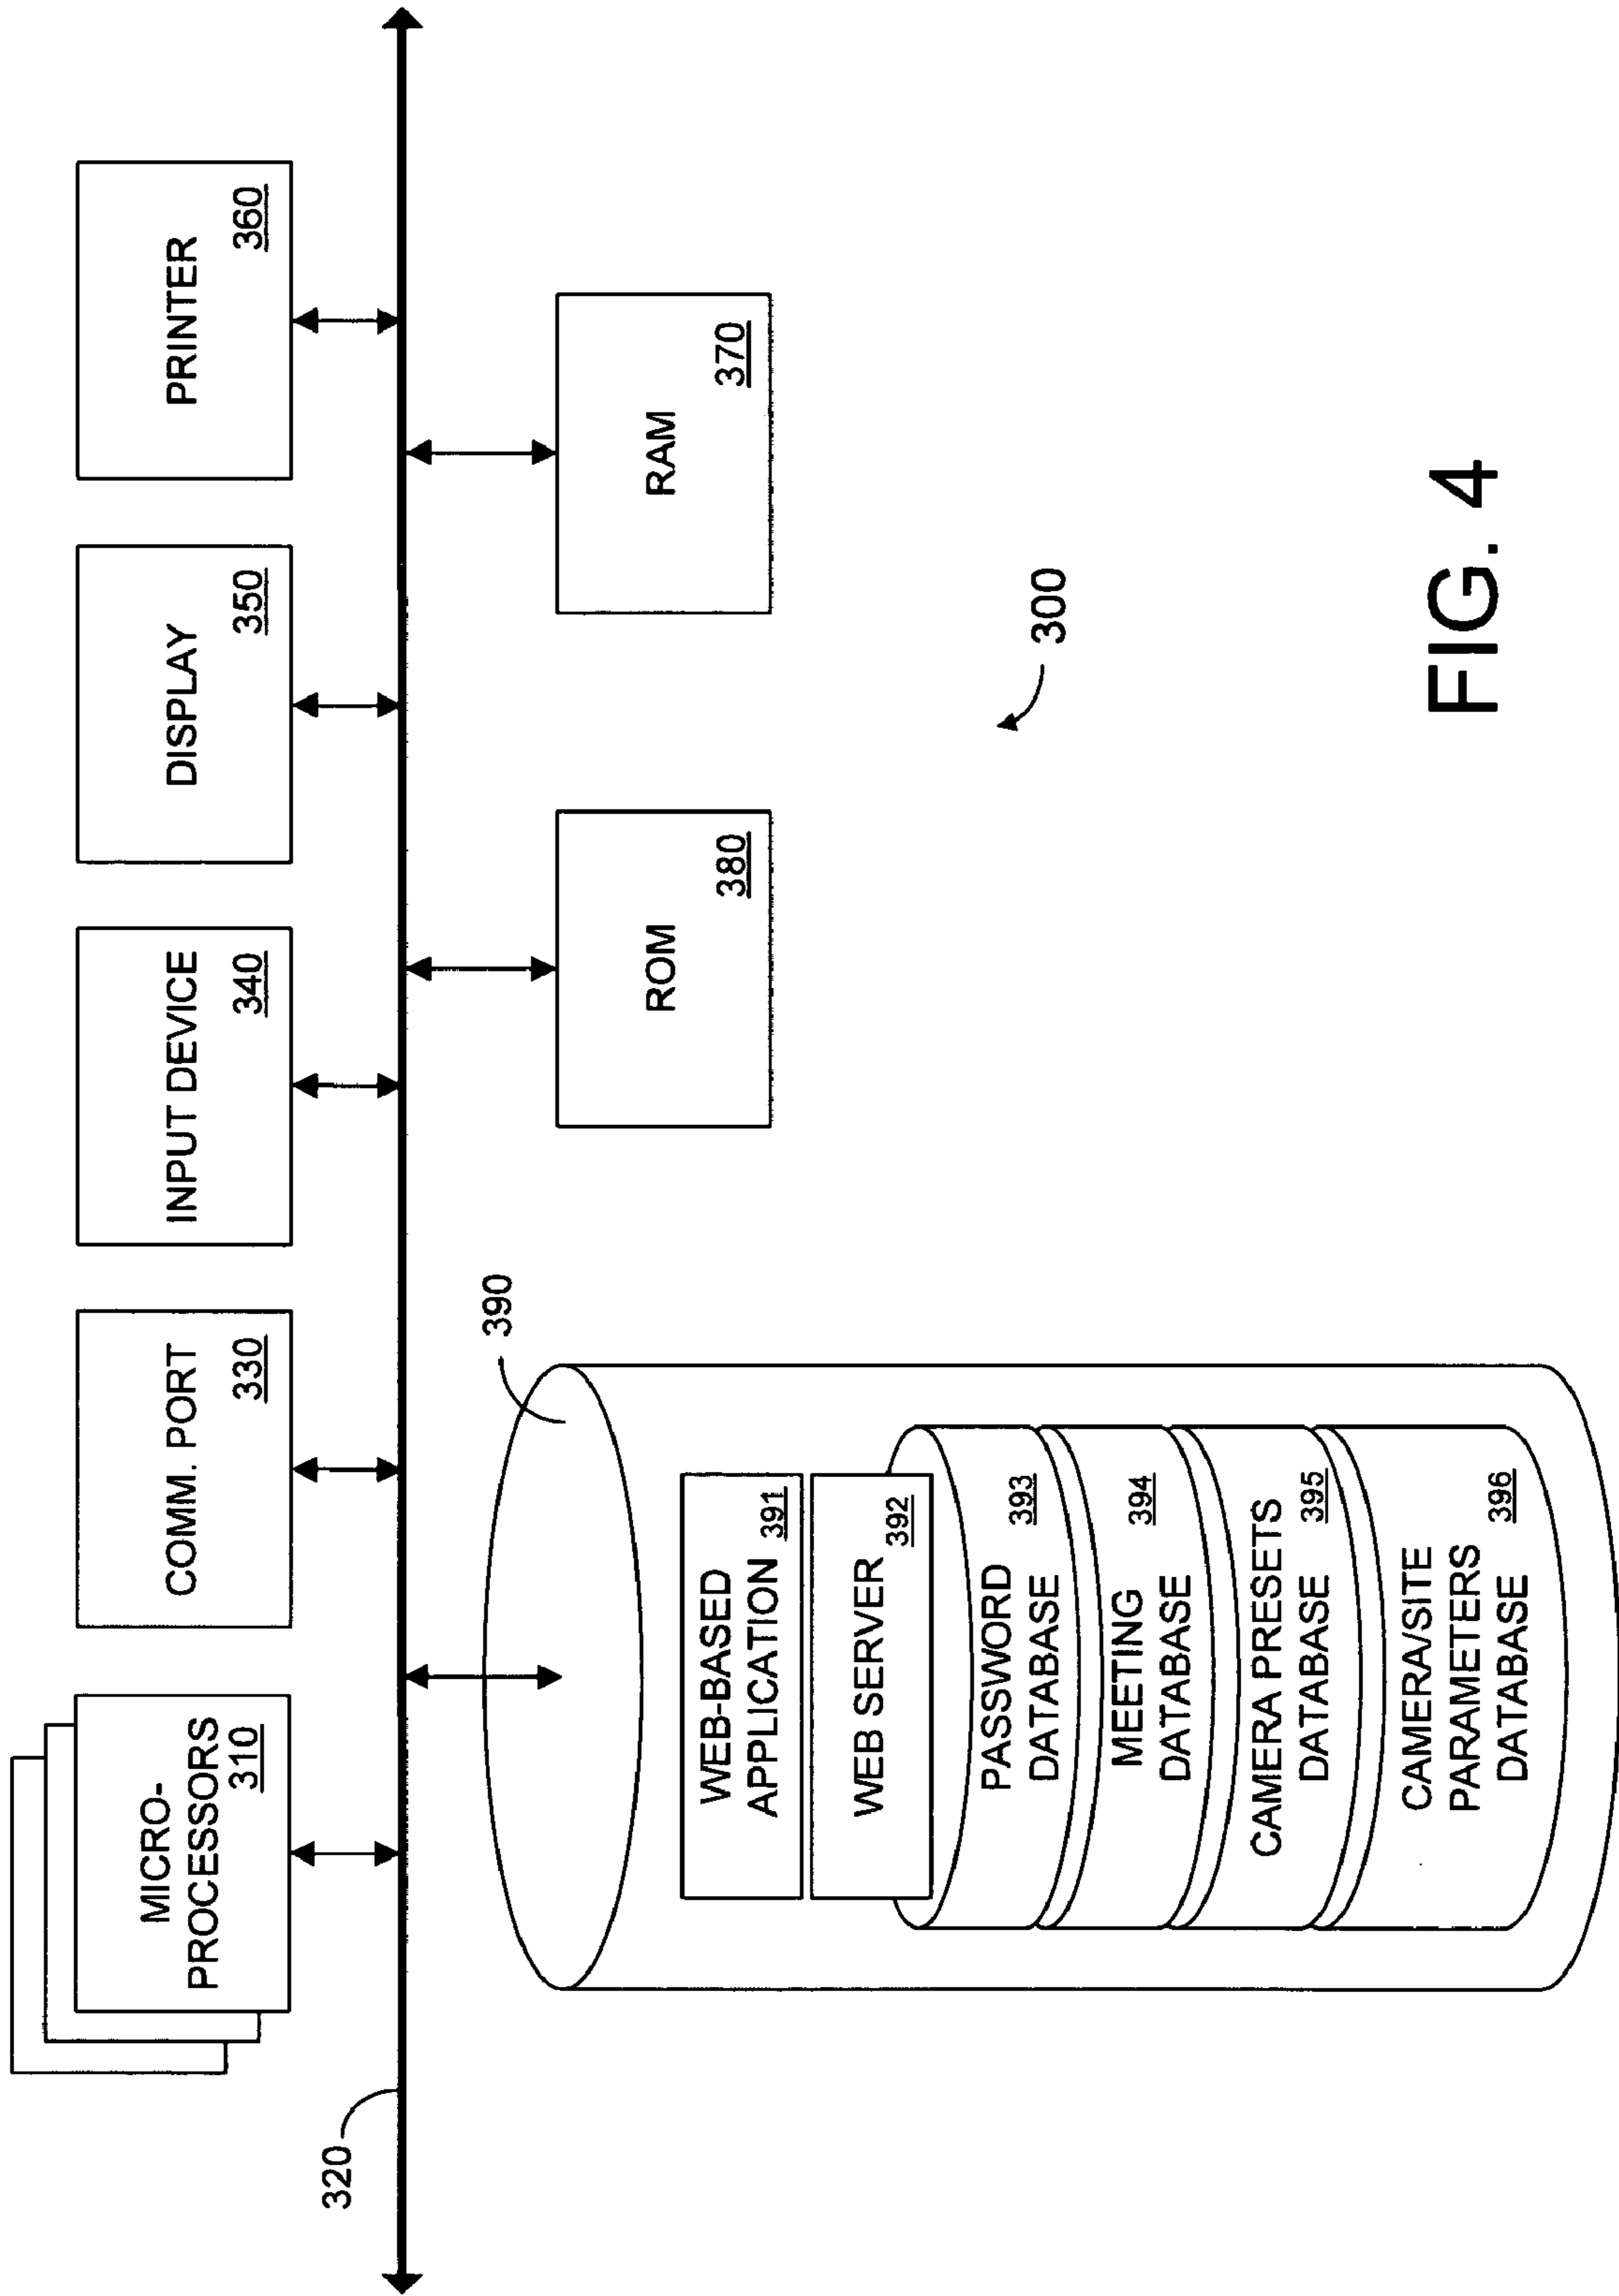 MICRO-
PROCESSORS
310
COMM. PORT
330
INPUT DEVICE
340
DISPLAY
350
PRINTER
360
320
390
ROM
380
RAM
370
WEB-BASED
APPLICATION
391
WEB SERVER
392
PASSWORD
DATABASE
393
MEETING
DATABASE
394
CAMERA PRESETS
DATABASE
395
CAMERA/SITE
PARAMETERS
DATABASE
396
300
FIG. 4